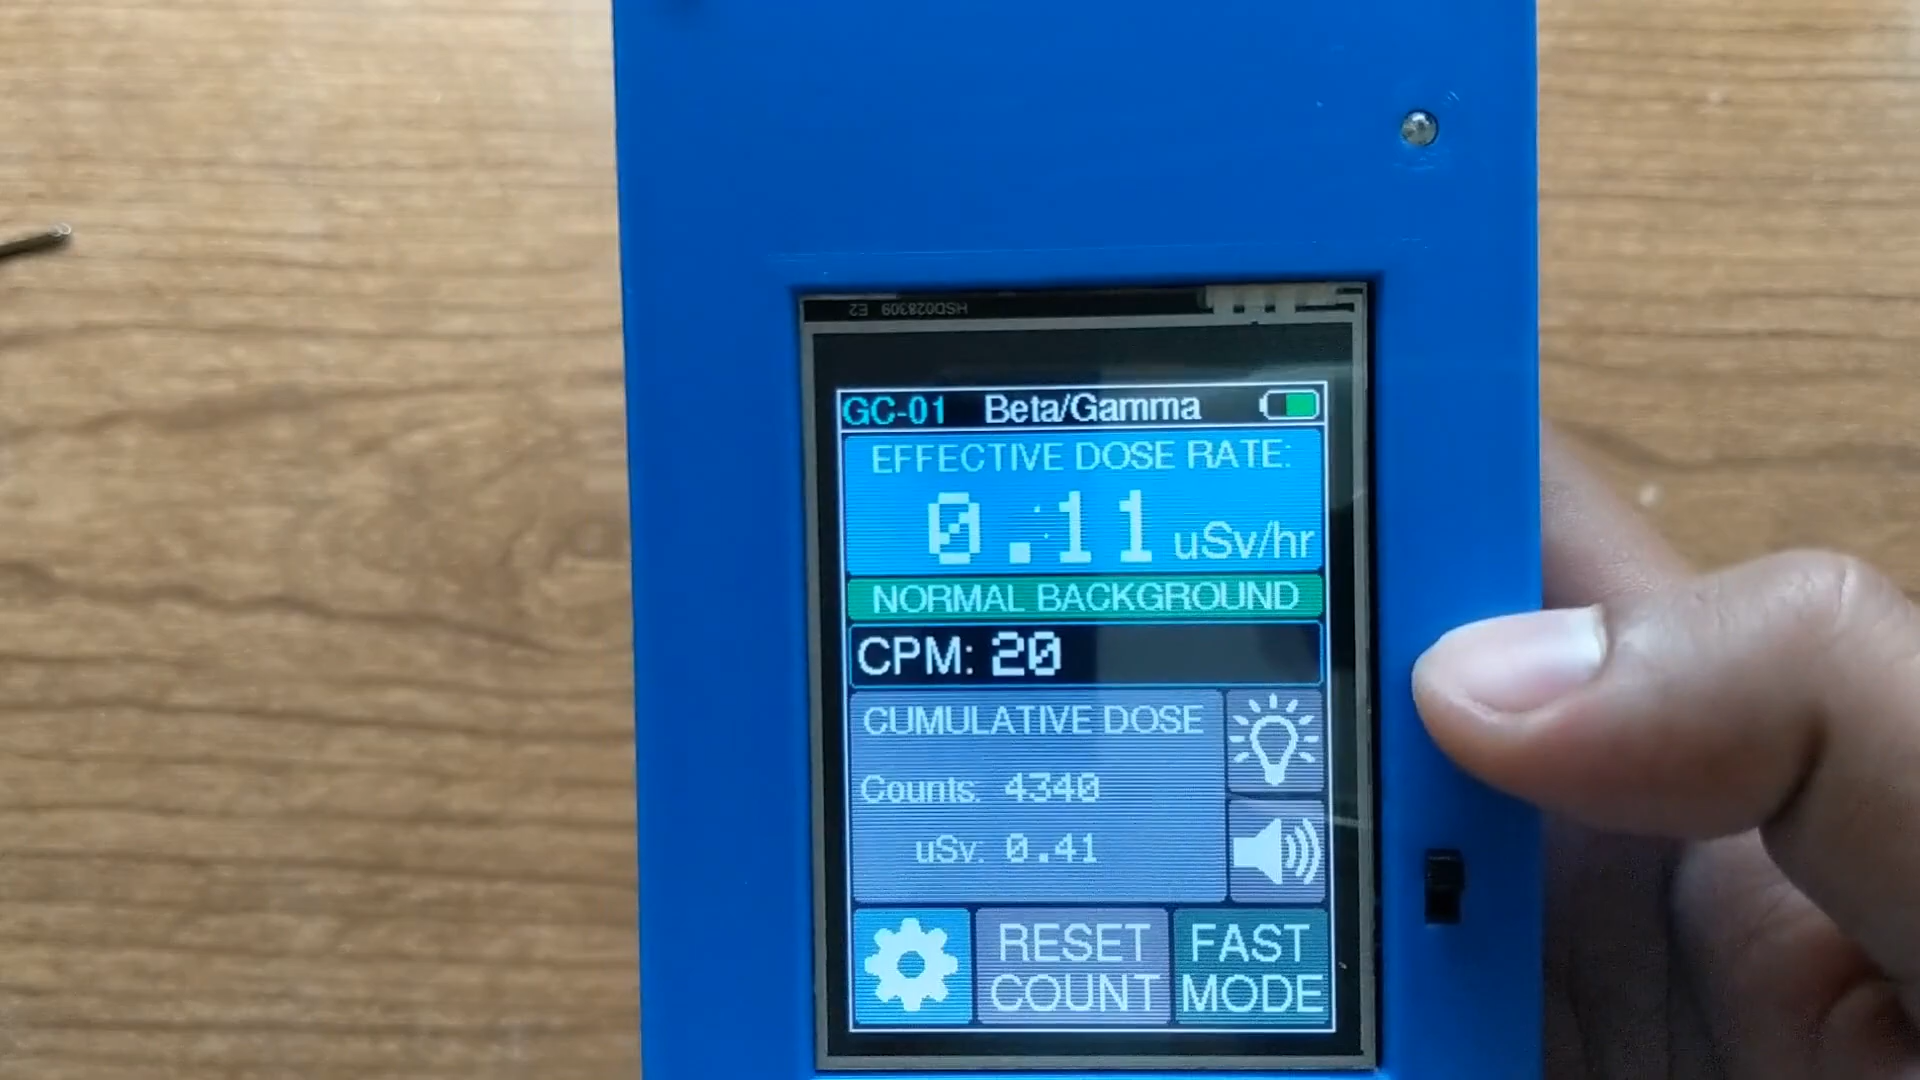 HSD028309 E2
GC-01 Beta/Gamma
EFFECTIVE DOSE RATE:
0.11 uSv/hr
NORMAL BACKGROUND
CPM: 20
CUMULATIVE DOSE
Counts: 4340
uSv: 0.41
RESET COUNT
FAST MODE